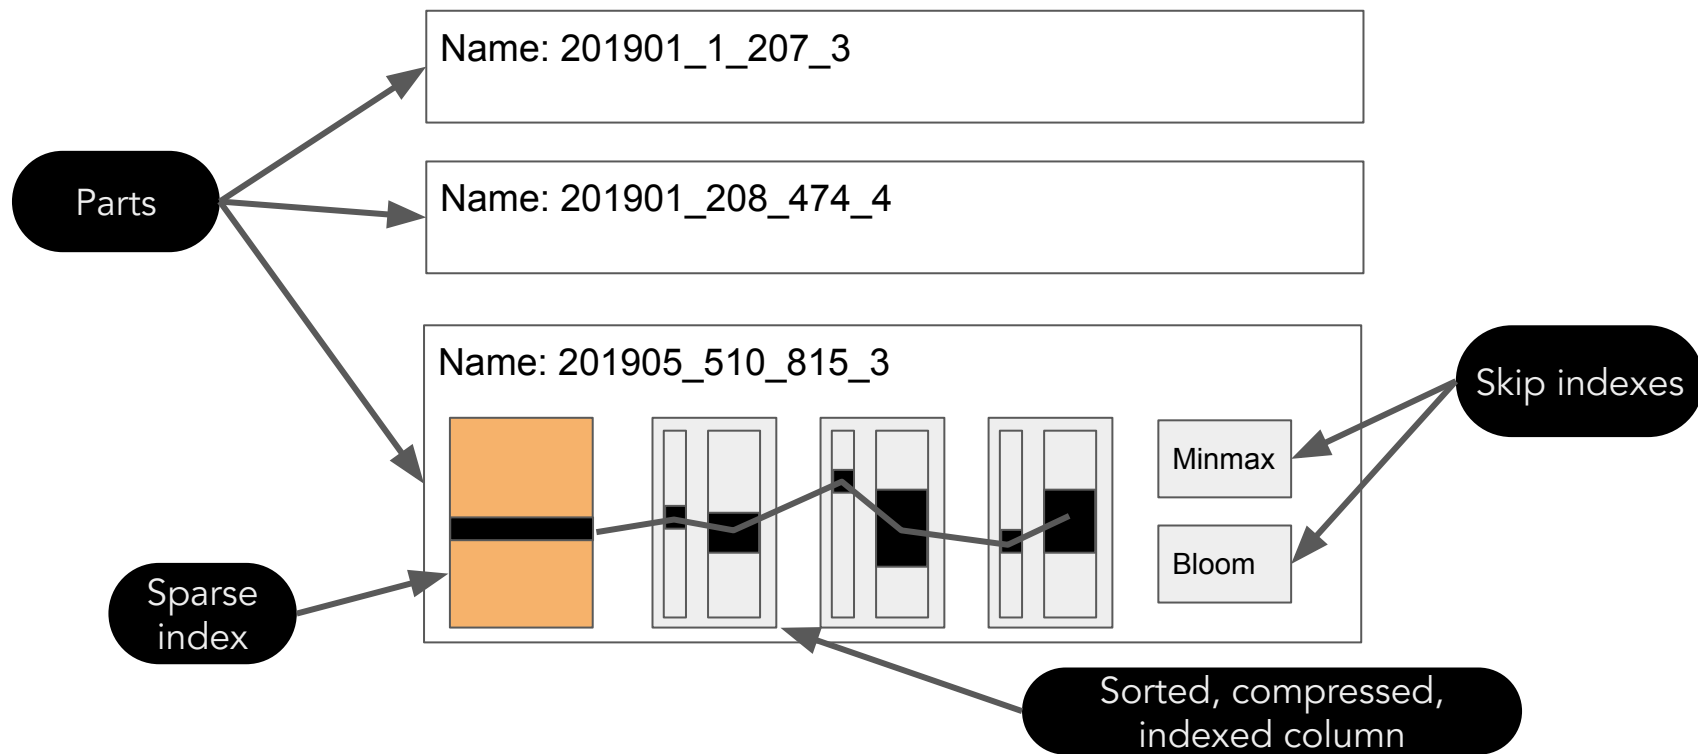 Name: 201901_1_207_3
Parts
Name: 201901_208_474_4
Name: 201905_510_815_3
Skip indexes
Minmax
Bloom
Sparse
index
Sorted, compressed,
indexed column